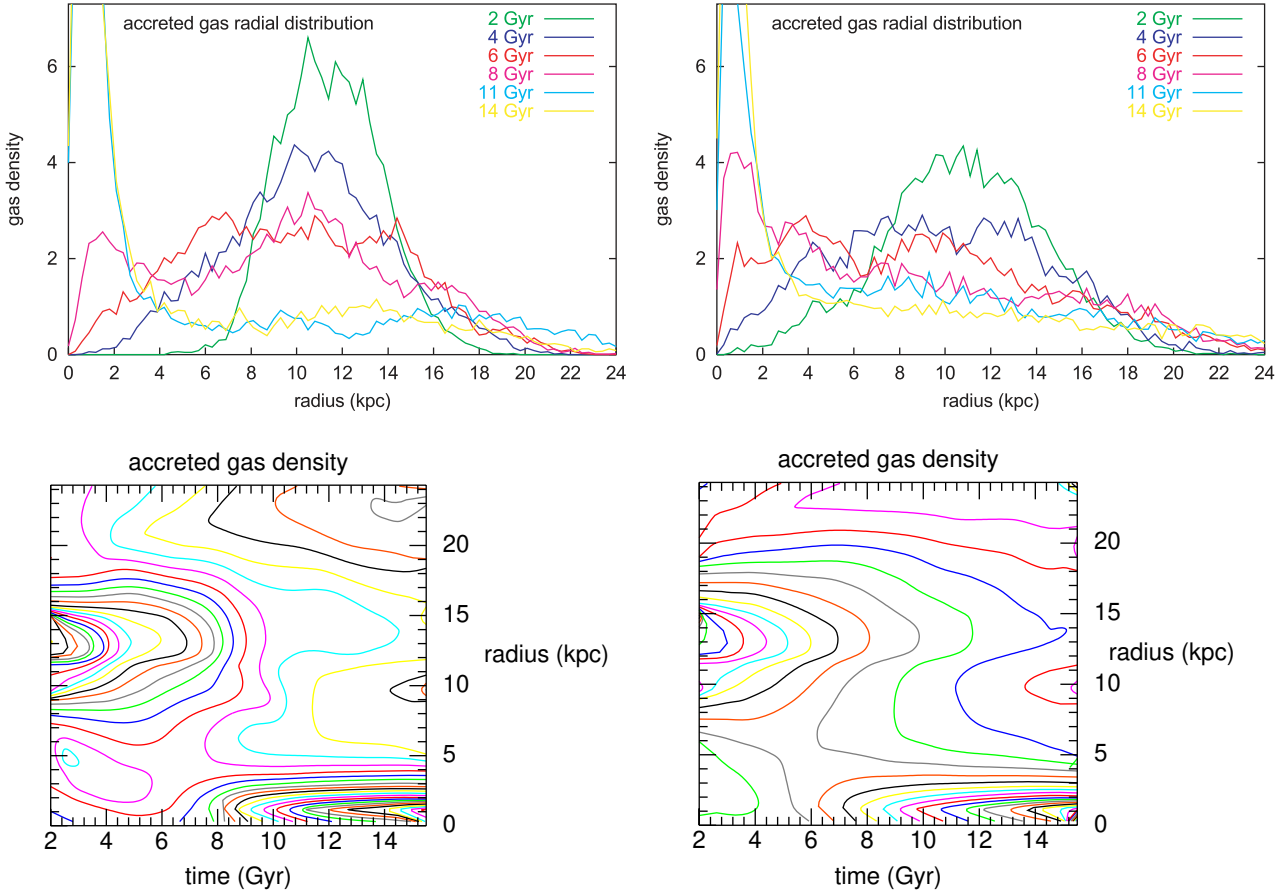 accreted gas radial distribution
2 Gyr
4 Gyr
6 Gyr
8 Gyr
11 Gyr
14 Gyr
gas density
6
4
2
0
0 2 4 6 8 10 12 14 16 18 20 22 24
radius (kpc)
accreted gas radial distribution
2 Gyr
4 Gyr
6 Gyr
8 Gyr
11 Gyr
14 Gyr
gas density
6
4
2
0
0 2 4 6 8 10 12 14 16 18 20 22 24
radius (kpc)
accreted gas density
20
15
radius (kpc)
10
5
0
2 4 6 8 10 12 14
time (Gyr)
accreted gas density
20
15
radius (kpc)
10
5
0
2 4 6 8 10 12 14
time (Gyr)